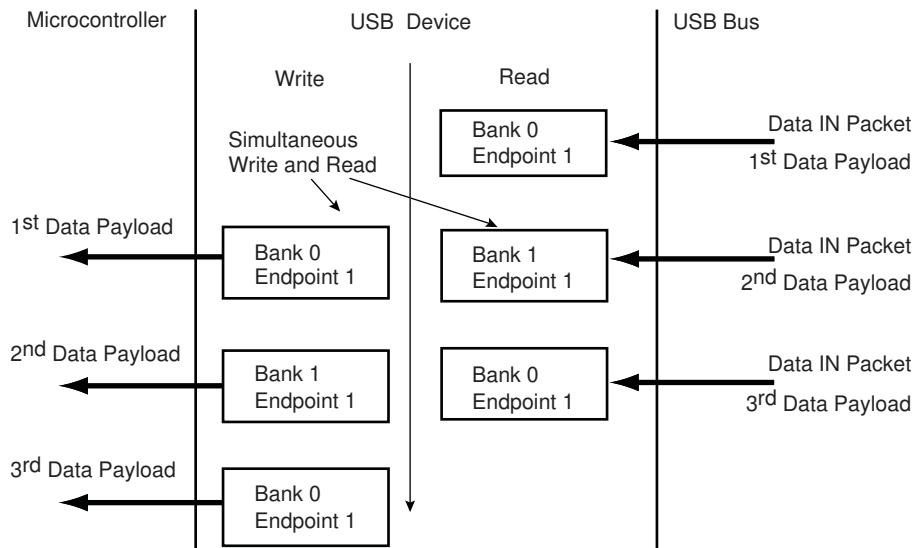 Microcontroller
USB Device
USB Bus
Write
Read
Simultaneous
Write and Read
Bank 0
Endpoint 1
Data IN Packet
1st Data Payload
1st Data Payload
Bank 0
Endpoint 1
Bank 1
Endpoint 1
Data IN Packet
2nd Data Payload
2nd Data Payload
Bank 1
Endpoint 1
Bank 0
Endpoint 1
Data IN Packet
3rd Data Payload
3rd Data Payload
Bank 0
Endpoint 1